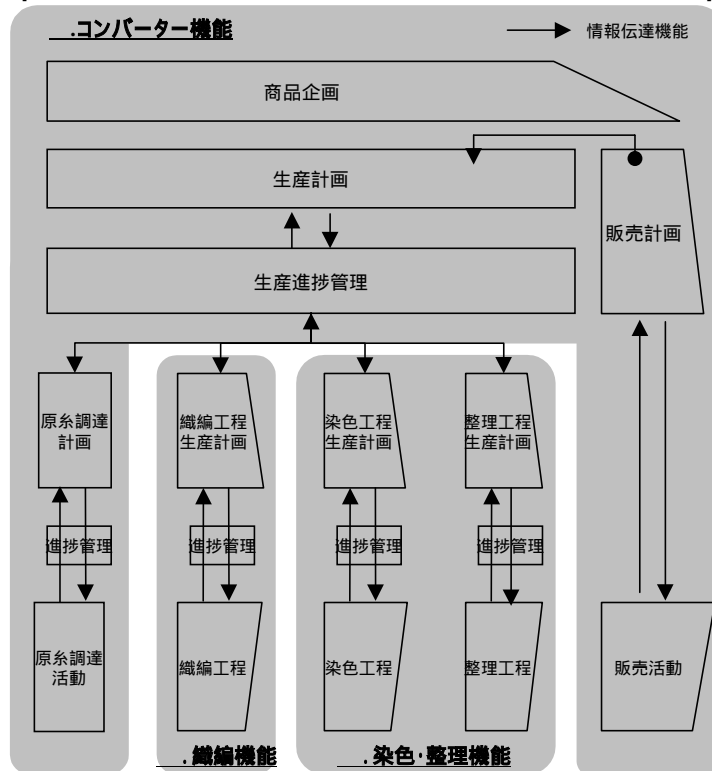 .コンバーター機能
情報伝達機能
商品企画
生産計画
販売計画
生産進捗管理
原糸調達
計画
織編工程
生産計画
染色工程
生産計画
整理工程
生産計画
進捗管理
進捗管理
進捗管理
進捗管理
原糸調達
活動
織編工程
染色工程
整理工程
販売活動
.織編機能
.染色・整理機能